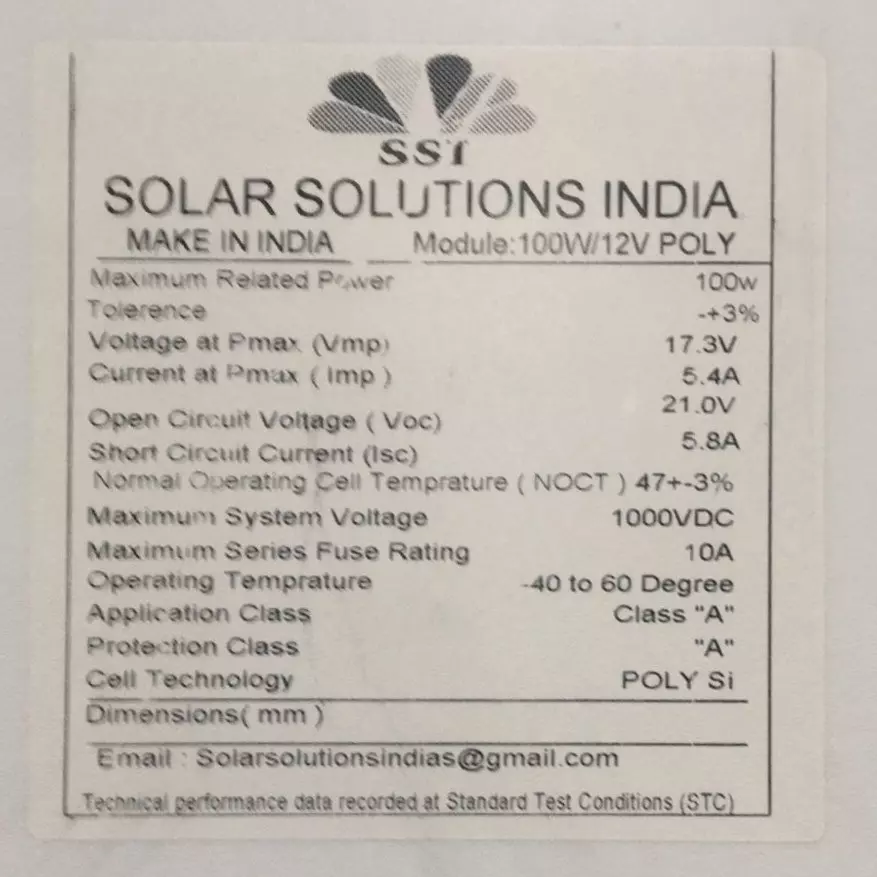 SSI
SOLAR SOLUTIONS INDIA
MAKE IN INDIA Module:100W/12V POLY
Maximum Related Power 100w
Tolerence -+3%
Voltage at Pmax (Vmp) 17.3V
Current at Pmax ( Imp ) 5.4A
Open Circuit Voltage ( Voc) 21.0V
Short Circuit Current (Isc) 5.8A
Normal Operating Cell Temprature ( NOCT ) 47+-3%
Maximum System Voltage 1000VDC
Maximum Series Fuse Rating 10A
Operating Temprature -40 to 60 Degree
Application Class Class "A"
Protection Class "A"
Cell Technology POLY Si
Dimensions( mm )
Email : Solarsolutionsindias@gmail.com
Technical performance data recorded at Standard Test Conditions (STC)